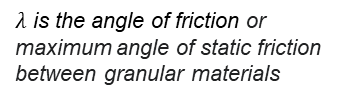 λ is the angle of friction or
maximum angle of static friction
between granular materials